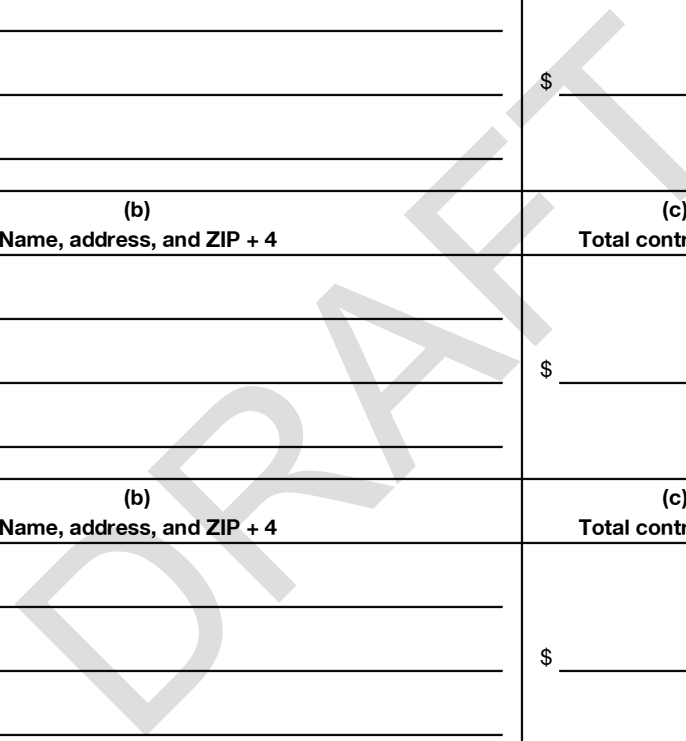 $
(b) (c)
Name, address, and ZIP + 4 Total contr
$
(b) (c)
Name, address, and ZIP + 4 Total contr
$
DRAFT